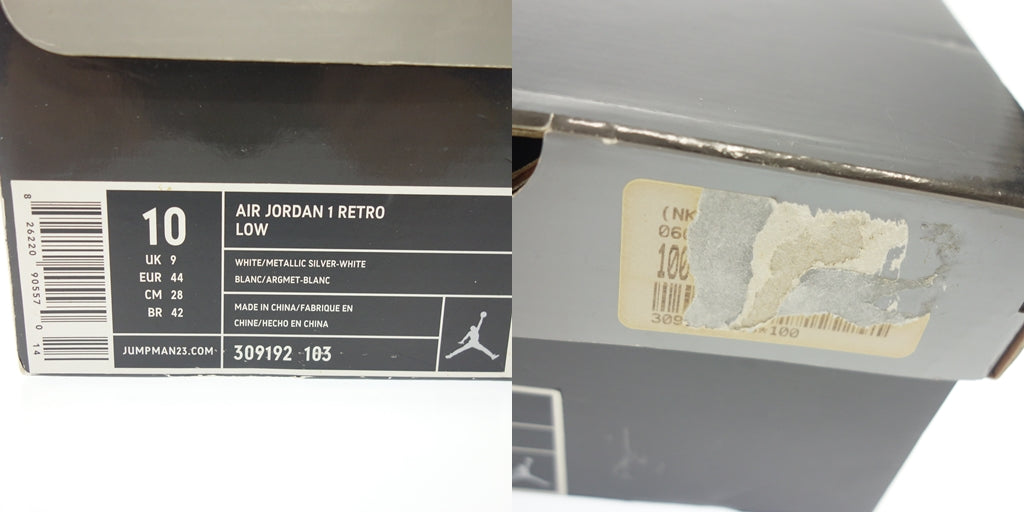 8 26220 90557 0 14
10
UK 9
EUR 44
CM 28
BR 42
JUMPMAN23.COM
AIR JORDAN 1 RETRO
LOW
WHITE/METALLIC SILVER-WHITE
BLANC/ARGMET-BLANC
MADE IN CHINA/FABRIQUE EN
CHINE/HECHO EN CHINA
309192 103
(NK
06
100
309
100